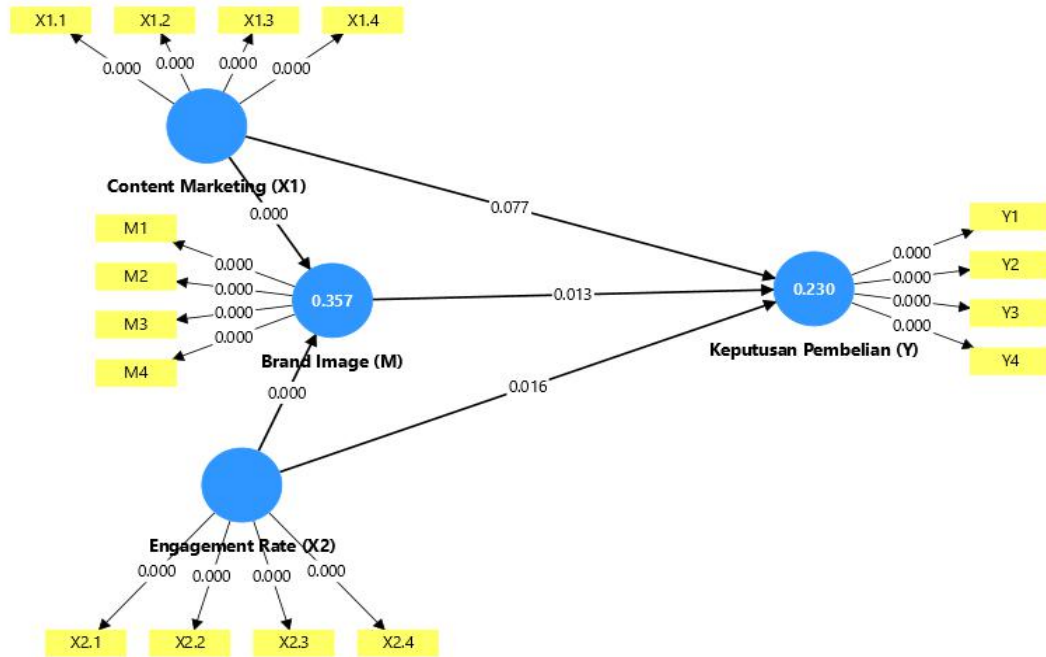 X1.1 X1.2 X1.3 X1.4
0.000 0.000 0.000 0.000
Content Marketing (X1)
0.000
0.077
M1
M2
M3
M4
0.000
0.000
0.000
0.000
0.357
Brand Image (M)
0.013
0.230
Keputusan Pembelian (Y)
0.000
0.000
0.000
0.000
Y1
Y2
Y3
Y4
0.000
0.016
Engagement Rate (X2)
0.000 0.000 0.000 0.000
X2.1 X2.2 X2.3 X2.4